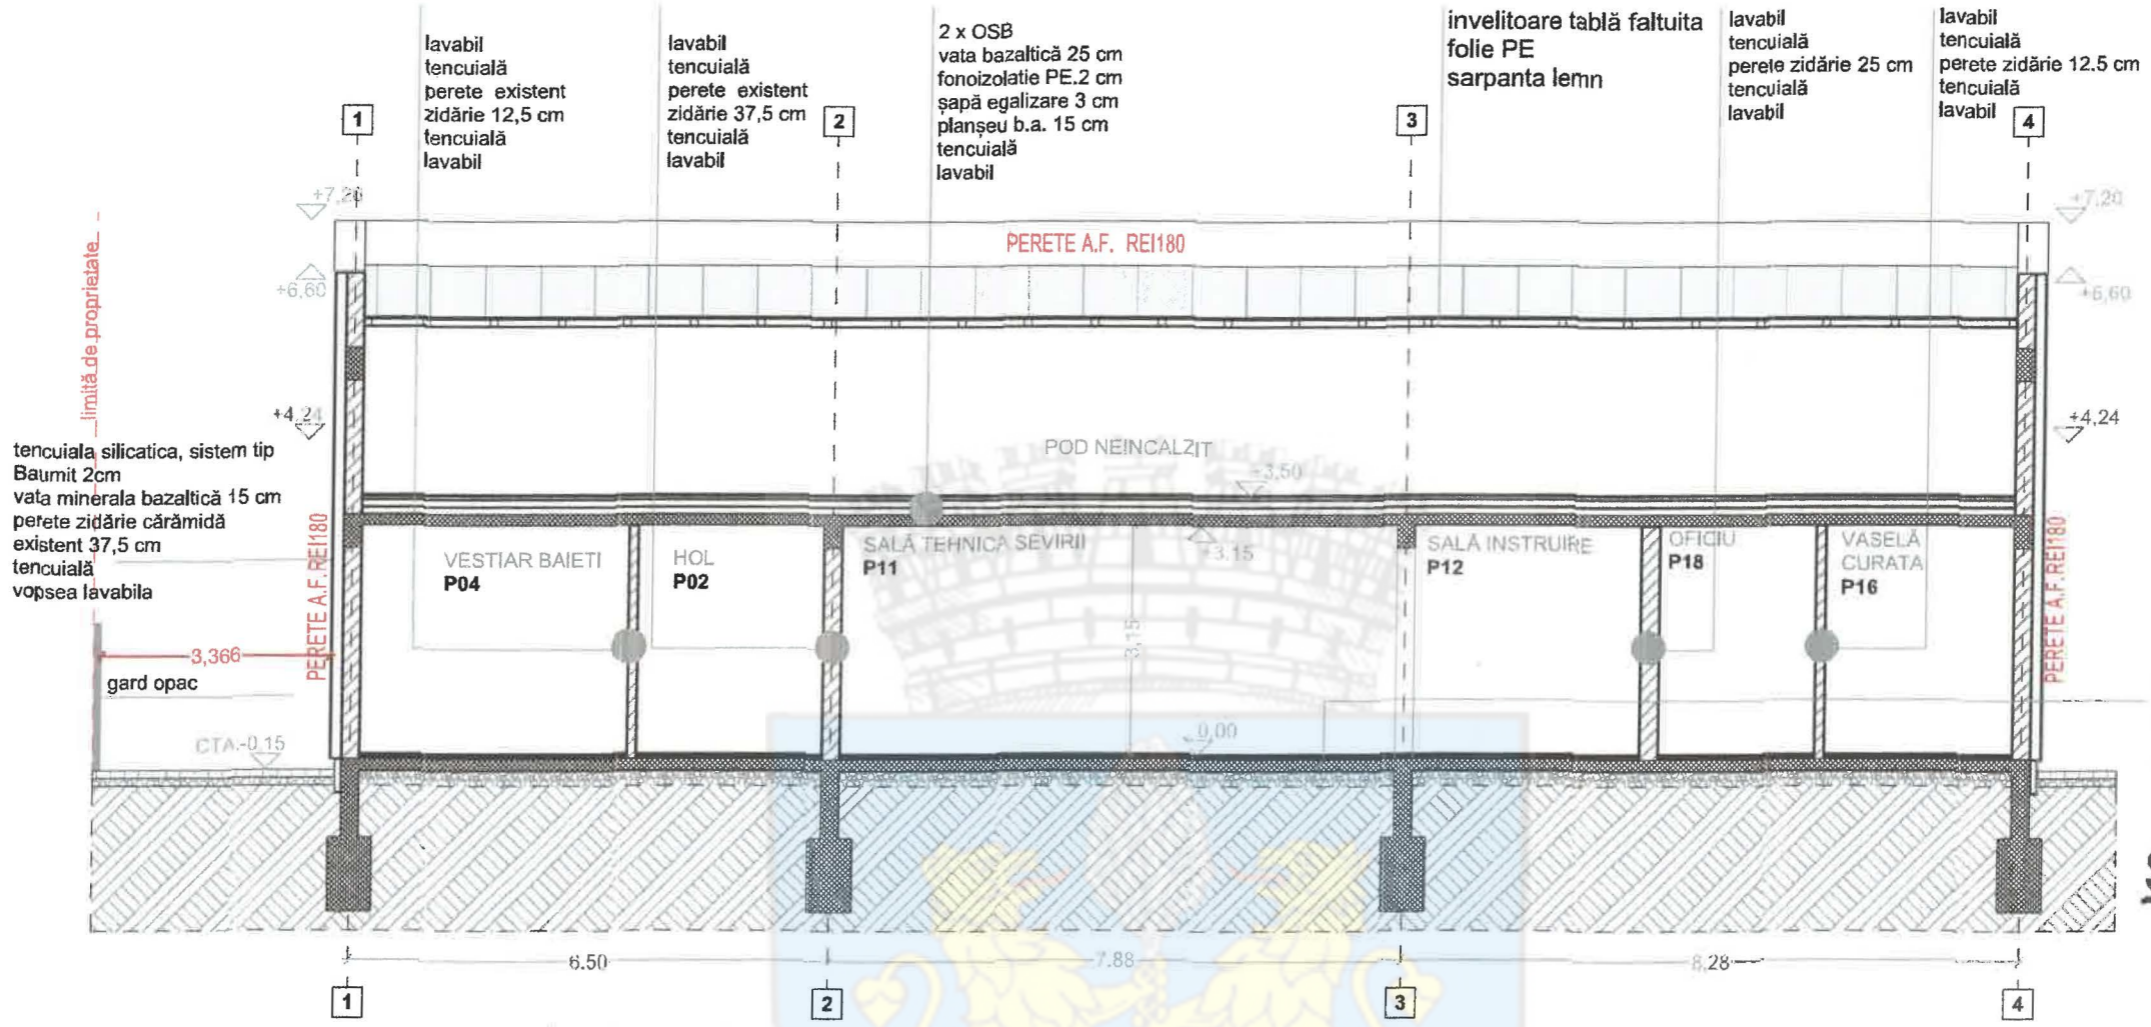 lavabil
tencuială
perete existent
zidărie 12,5 cm
tencuială
lavabil
lavabil
tencuială
perete existent
zidărie 37,5 cm
tencuială
lavabil
2 x OSB
vata bazaltică 25 cm
fonoizolatie PE.2 cm
șapă egalizare 3 cm
planșeu b.a. 15 cm
tencuială
lavabil
invelitoare tablă faltuita
folie PE
sarpanta lemn
lavabil
tencuială
perete zidărie 25 cm
tencuială
lavabil
lavabil
tencuială
perete zidărie 12.5 cm
tencuială
lavabil
1
2
3
4
+7,20
+7,20
PERETE A.F. REI180
limită de proprietate
+6,60
+6,60
+4,24
+4,24
tencuiala silicatica, sistem tip
Baumit 2cm
vata minerala bazaltică 15 cm
perete zidărie cărămidă
existent 37,5 cm
tencuială
vopsea lavabila
POD NEINCALZIT
+3,50
PERETE A.F.REI180
VESTIAR BAIETI
P04
HOL
P02
SALĂ TEHNICA SEVIRII
P11
+3.15
SALĂ INSTRUIRE
P12
OFICIU
P18
VASELĂ
CURATA
P16
PERETE A.F.REI180
3,15
3,366
gard opac
CTA.-0,15
0,00
6.50
7.88
8,28
1
2
3
4